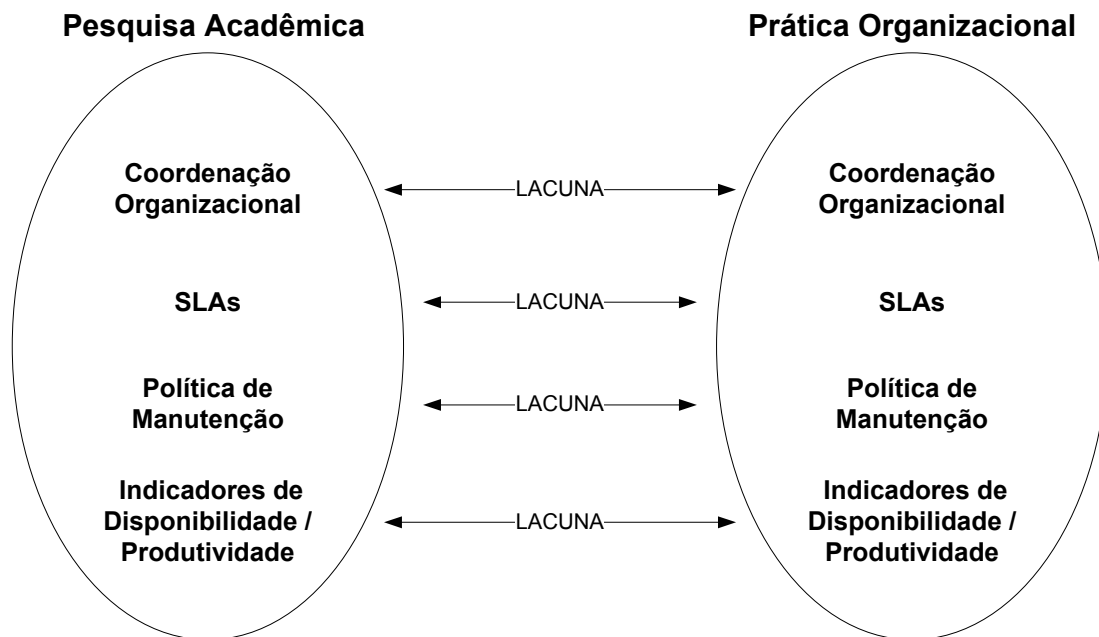 Pesquisa Acadêmica
Prática Organizacional
Coordenação
Organizacional
LACUNA
Coordenação
Organizacional
SLAs
LACUNA
SLAs
Política de
Manutenção
LACUNA
Política de
Manutenção
Indicadores de
Disponibilidade /
Produtividade
LACUNA
Indicadores de
Disponibilidade /
Produtividade